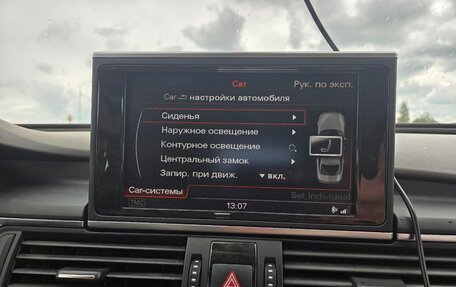 Car
Рук. по эксп.
Car настройки автомобиля
Сиденья
Наружное освещение
Контурное освещение
Центральный замок
Запир. при движ. вкл.
Car-системы
Set individual
TMC
13:07